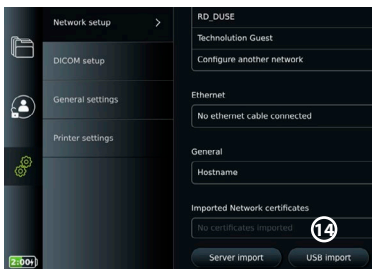 Network setup >
DICOM setup
General settings
Printer settings
2:00+
RD_DUSE
Technolution Guest
Configure another network
Ethernet
No ethernet cable connected
General
Hostname
Imported Network certificates
No certificates imported
14
Server import
USB import